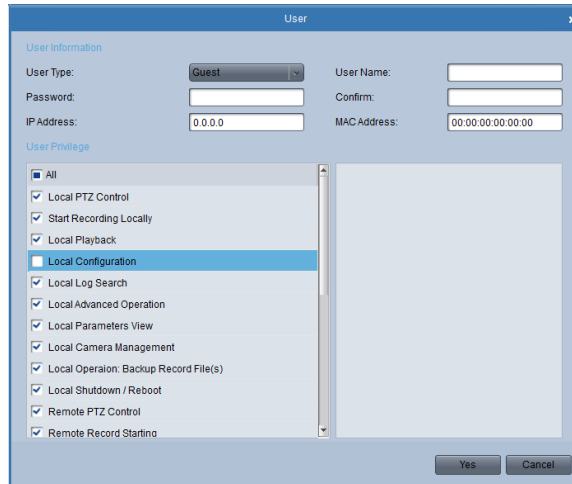 User
User Information
User Type: Guest User Name:
Password: Confirm:
IP Address: 0.0.0.0 MAC Address: 00:00:00:00:00:00
User Privilege
All
Local PTZ Control
Start Recording Locally
Local Playback
Local Configuration
Local Log Search
Local Advanced Operation
Local Parameters View
Local Camera Management
Local Operaion: Backup Record File(s)
Local Shutdown / Reboot
Remote PTZ Control
Remote Record Starting
Yes Cancel